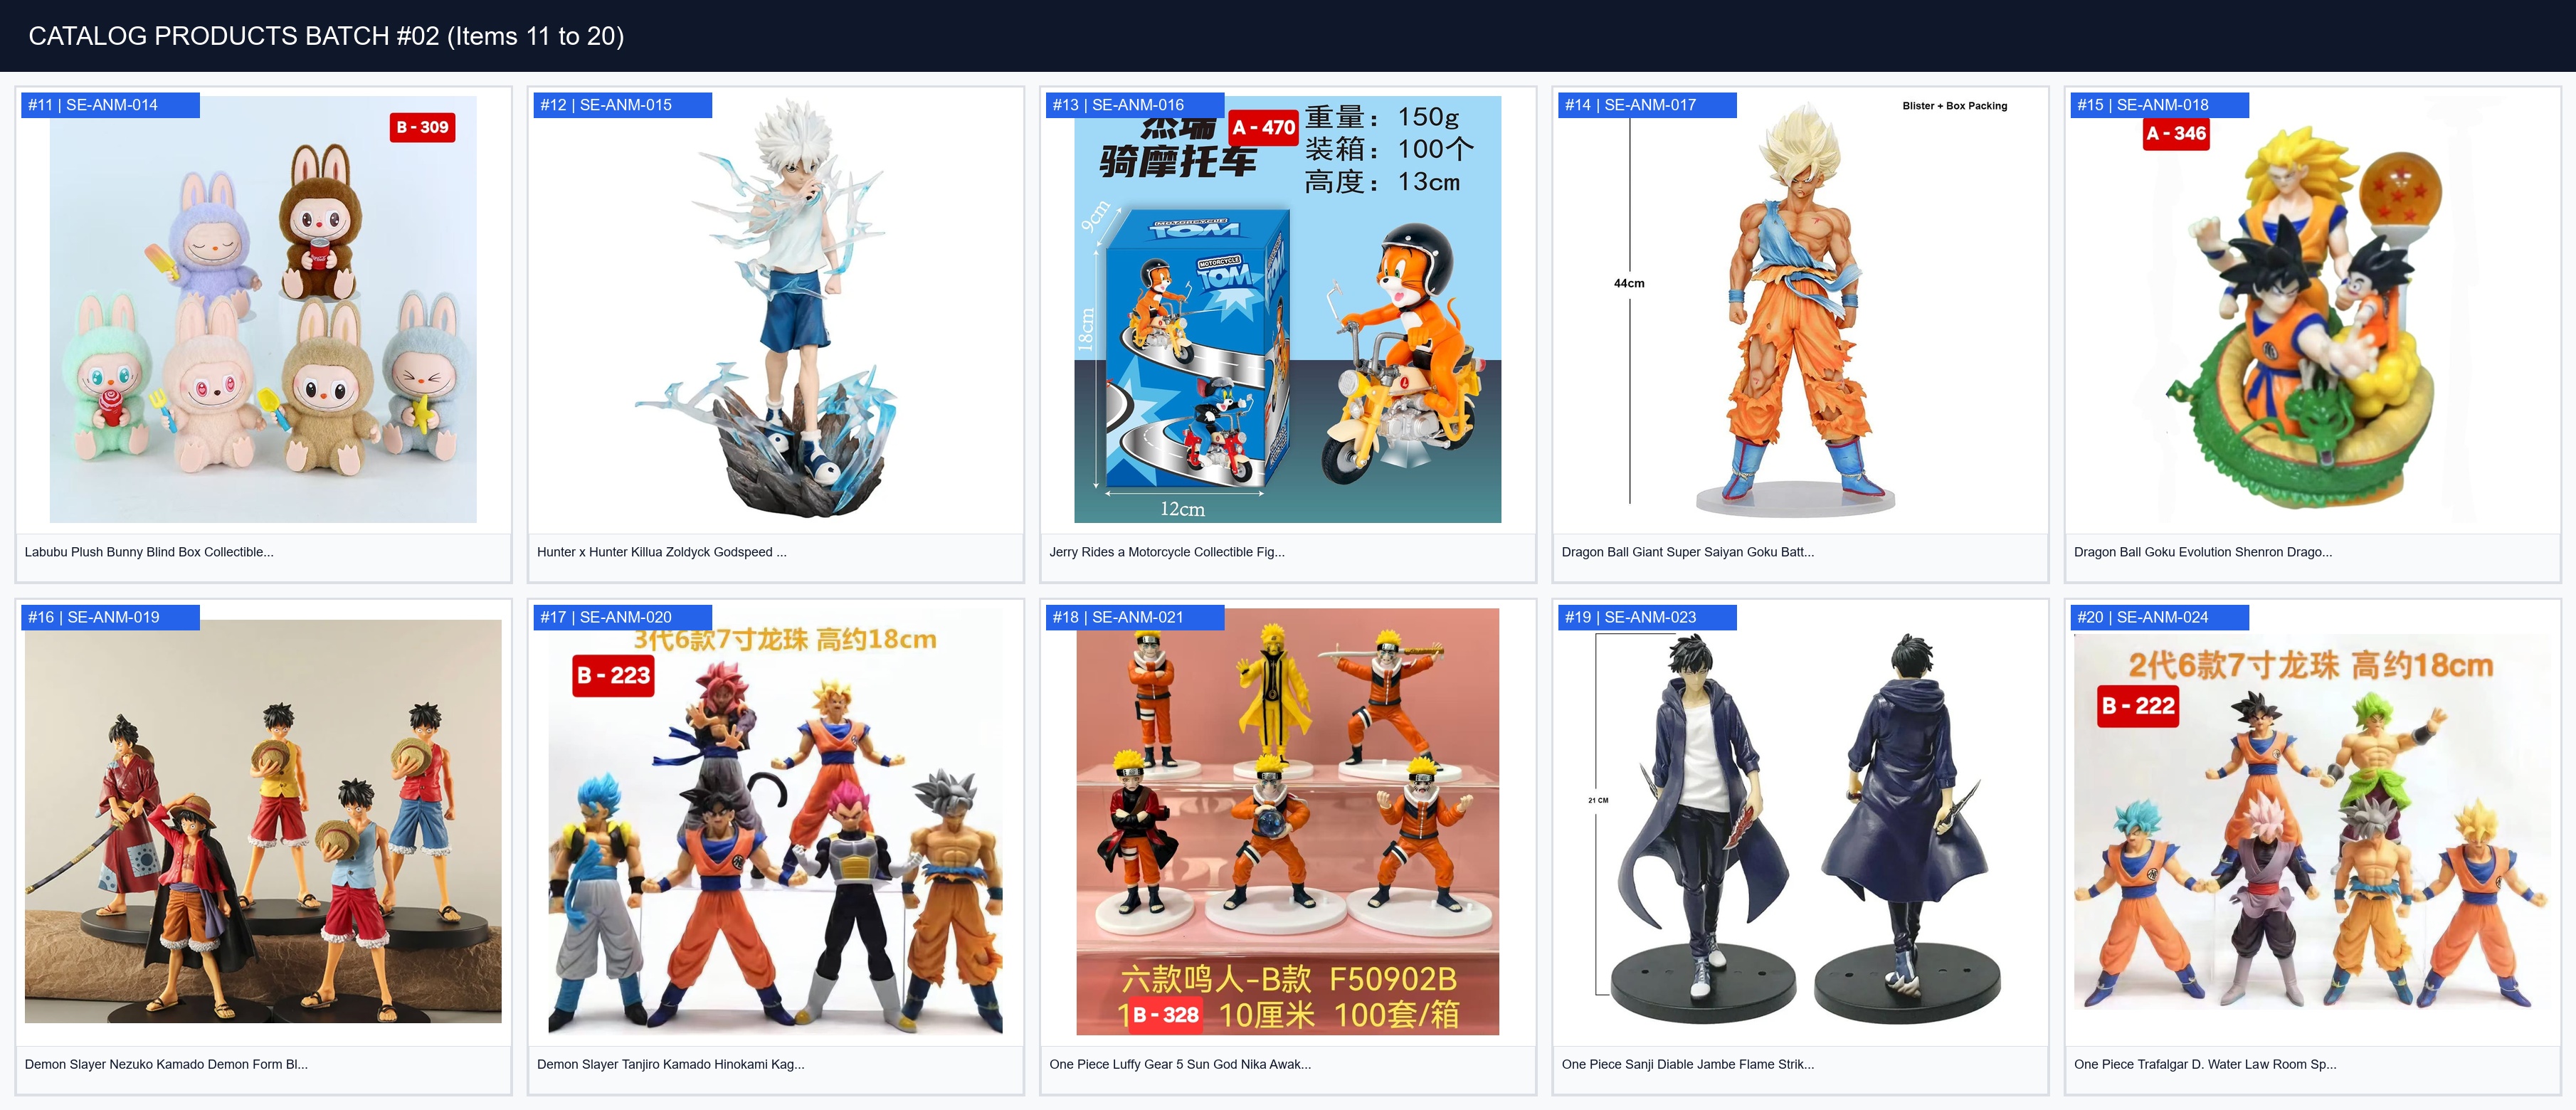 CATALOG PRODUCTS BATCH #02 (Items 11 to 20)
#11 | SE-ANM-014
B - 309
Labubu Plush Bunny Blind Box Collectible...
#12 | SE-ANM-015
Hunter x Hunter Killua Zoldyck Godspeed ...
#13 | SE-ANM-016
杰瑞
骑摩托车
A - 470
重量：150g
装箱：100个
高度：13cm
9cm
18cm
12cm
MOTORCYCLE
TOM
MOTORCYCLE
TOM
Jerry Rides a Motorcycle Collectible Fig...
#14 | SE-ANM-017
Blister + Box Packing
44cm
Dragon Ball Giant Super Saiyan Goku Batt...
#15 | SE-ANM-018
A - 346
Dragon Ball Goku Evolution Shenron Drago...
#16 | SE-ANM-019
Demon Slayer Nezuko Kamado Demon Form Bl...
#17 | SE-ANM-020
3代6款7寸龙珠 高约18cm
B - 223
Demon Slayer Tanjiro Kamado Hinokami Kag...
#18 | SE-ANM-021
六款鸣人-B款 F50902B
1
B - 328
10厘米 100套/箱
One Piece Luffy Gear 5 Sun God Nika Awak...
#19 | SE-ANM-023
21 CM
One Piece Sanji Diable Jambe Flame Strik...
#20 | SE-ANM-024
2代6款7寸龙珠 高约18cm
B - 222
One Piece Trafalgar D. Water Law Room Sp...